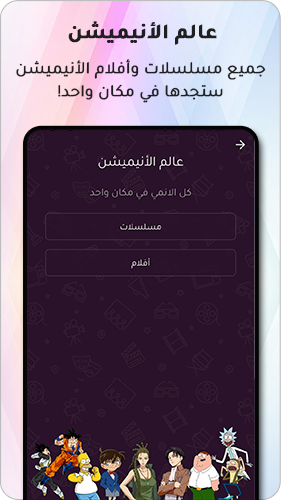 عالم الأنيميشن
جميع مسلسلات وأفلام الأنيميشن
ستجدها في مكان واحد!
عالم الأنيميشن
كل الانمي في مكان واحد
مسلسلات
أفلام